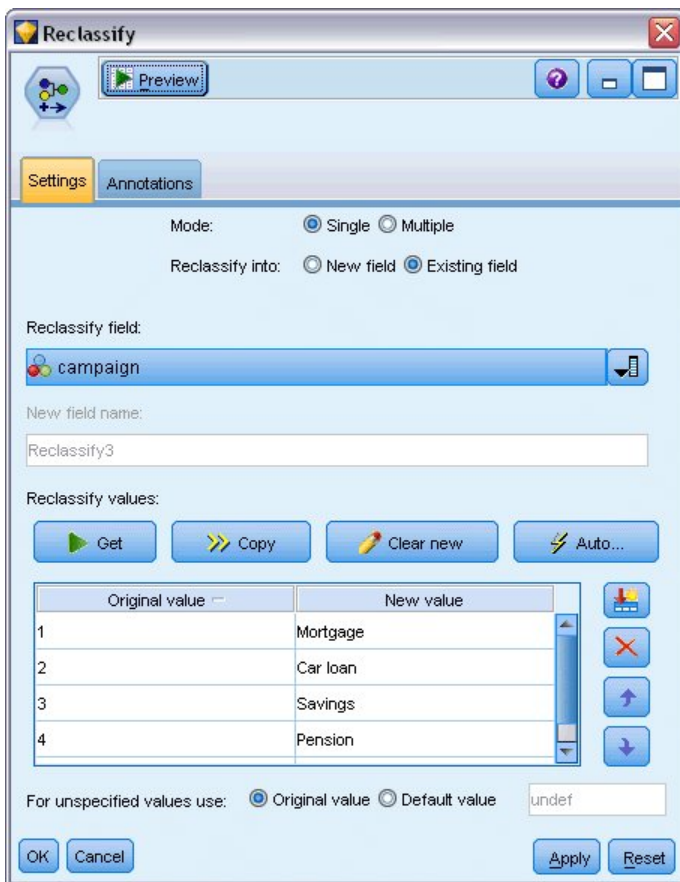 Reclassify
Preview
Settings Annotations
Mode: Single Multiple
Reclassify into: New field Existing field
Reclassify field:
campaign
New field name:
Reclassify3
Reclassify values:
Get Copy Clear new Auto...
Original value New value
1 Mortgage
2 Car loan
3 Savings
4 Pension
For unspecified values use: Original value Default value undef
OK Cancel Apply Reset